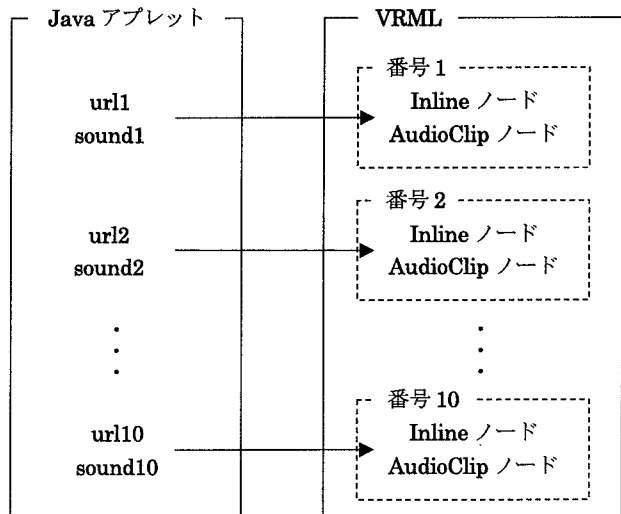 Java アプレット
VRML
番号 1
url1
sound1
Inline ノード
AudioClip ノード
番号 2
url2
sound2
Inline ノード
AudioClip ノード
番号 10
url10
sound10
Inline ノード
AudioClip ノード